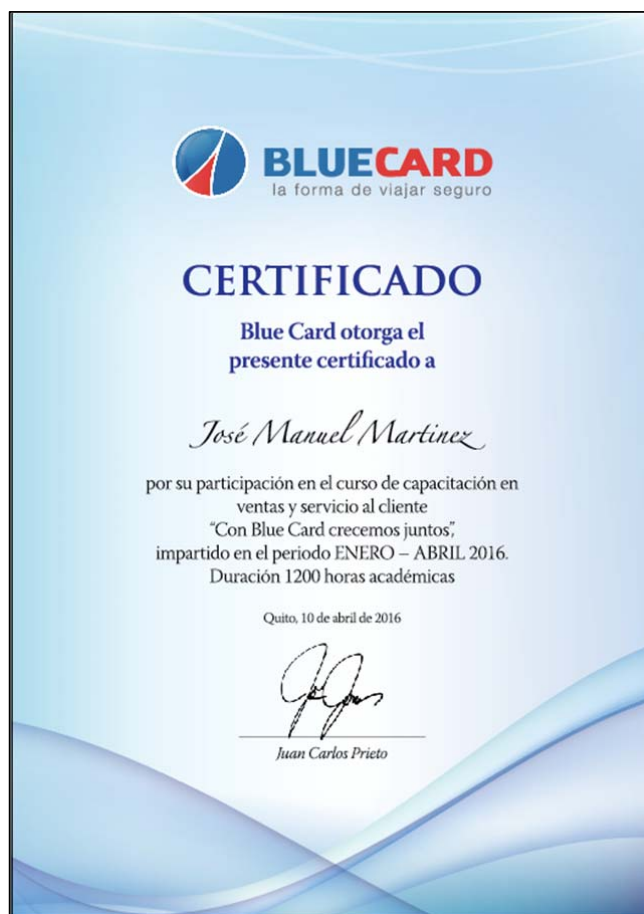 BLUECARD
la forma de viajar seguro
CERTIFICADO
Blue Card otorga el
presente certificado a
José Manuel Martinez
por su participación en el curso de capacitación en
ventas y servicio al cliente
“Con Blue Card crecemos juntos”,
impartido en el periodo ENERO – ABRIL 2016.
Duración 1200 horas académicas
Quito, 10 de abril de 2016
Juan Carlos Prieto